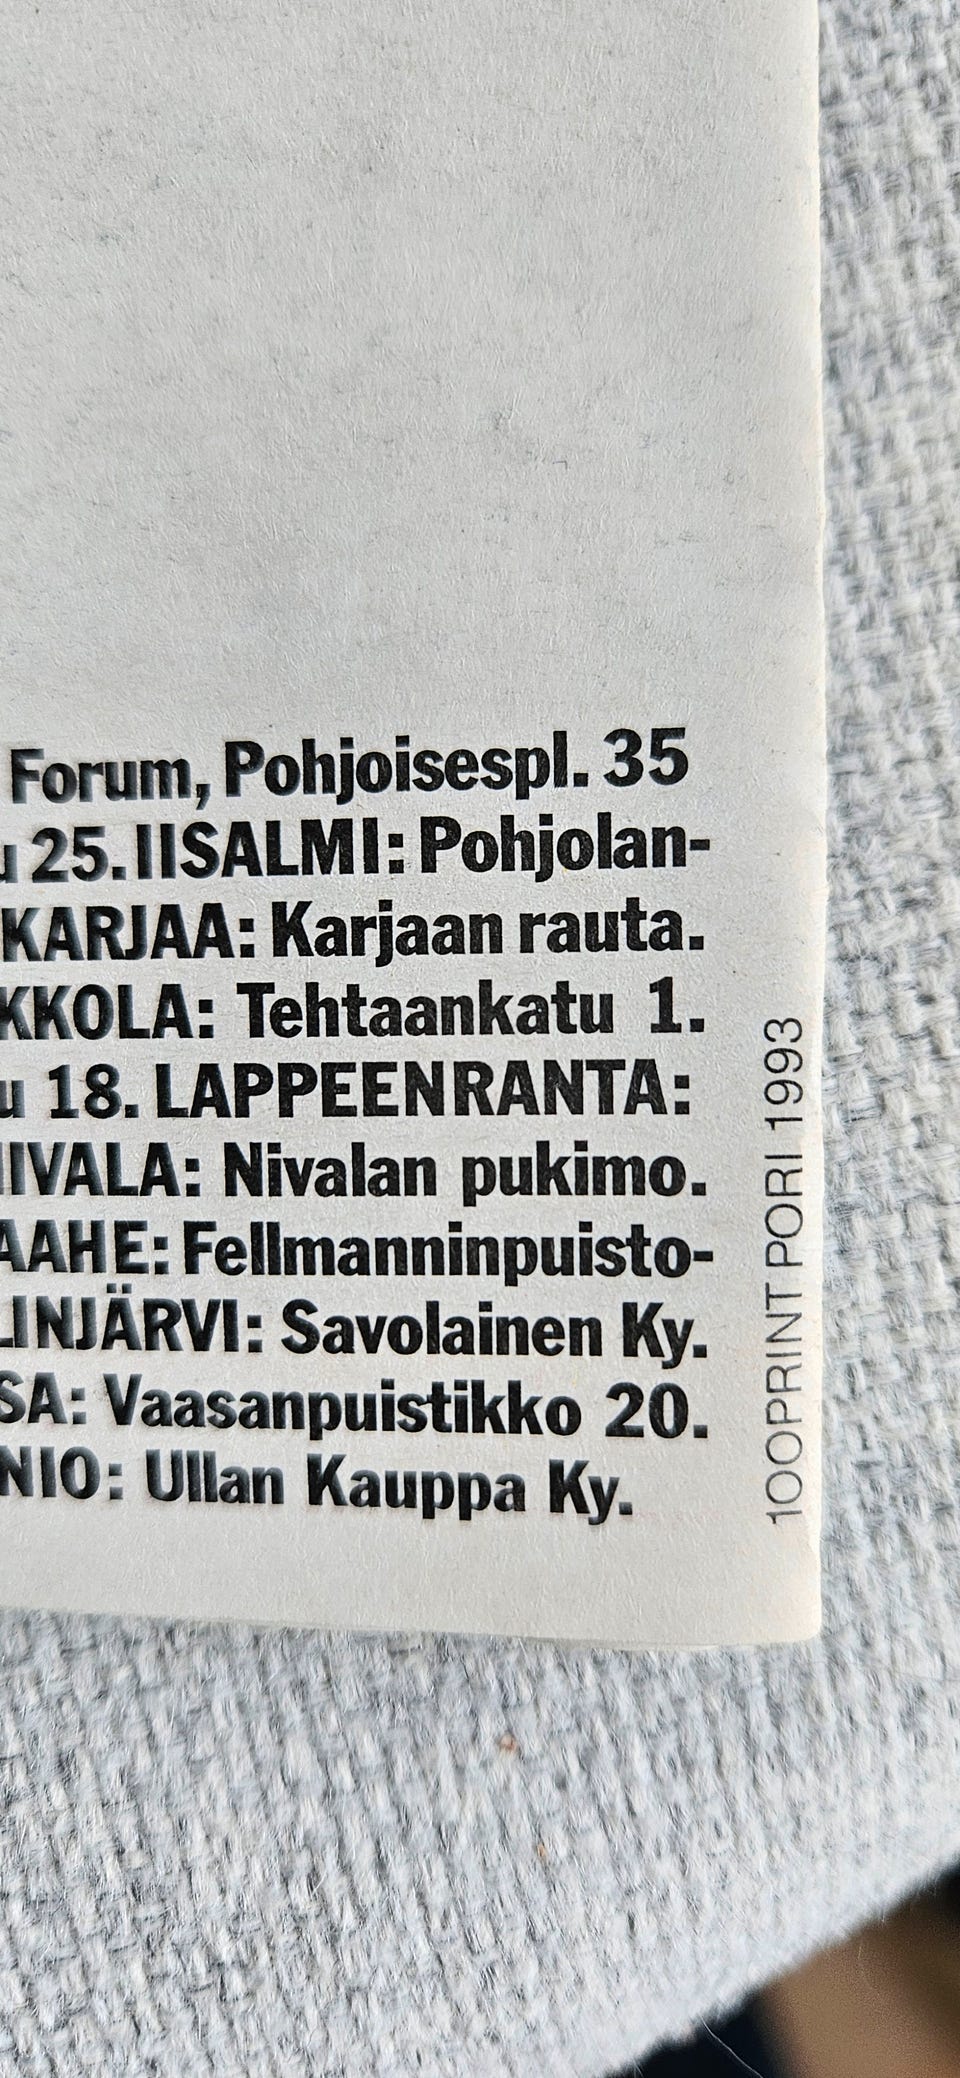 Forum, Pohjoisespl. 35
u 25. IISALMI: Pohjolan-
KARJAA: Karjaan rauta.
KKOLA: Tehtaankatu 1.
u 18. LAPPEENRANTA:
IVALA: Nivalan pukimo.
AAHE: Fellmanninpuisto-
LINJÄRVI: Savolainen Ky.
SA: Vaasanpuistikko 20.
NIO: Ullan Kauppa Ky.
100PRINT PORI 1993